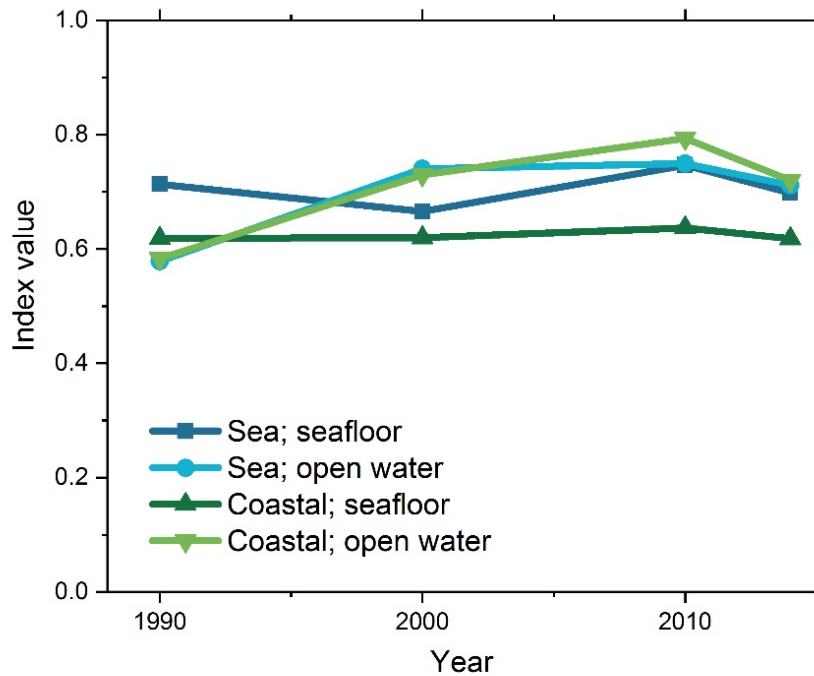 1.0
0.8
0.6
0.4
0.2
0.0
Index value
Sea; seafloor
Sea; open water
Coastal; seafloor
Coastal; open water
1990
2000
2010
Year